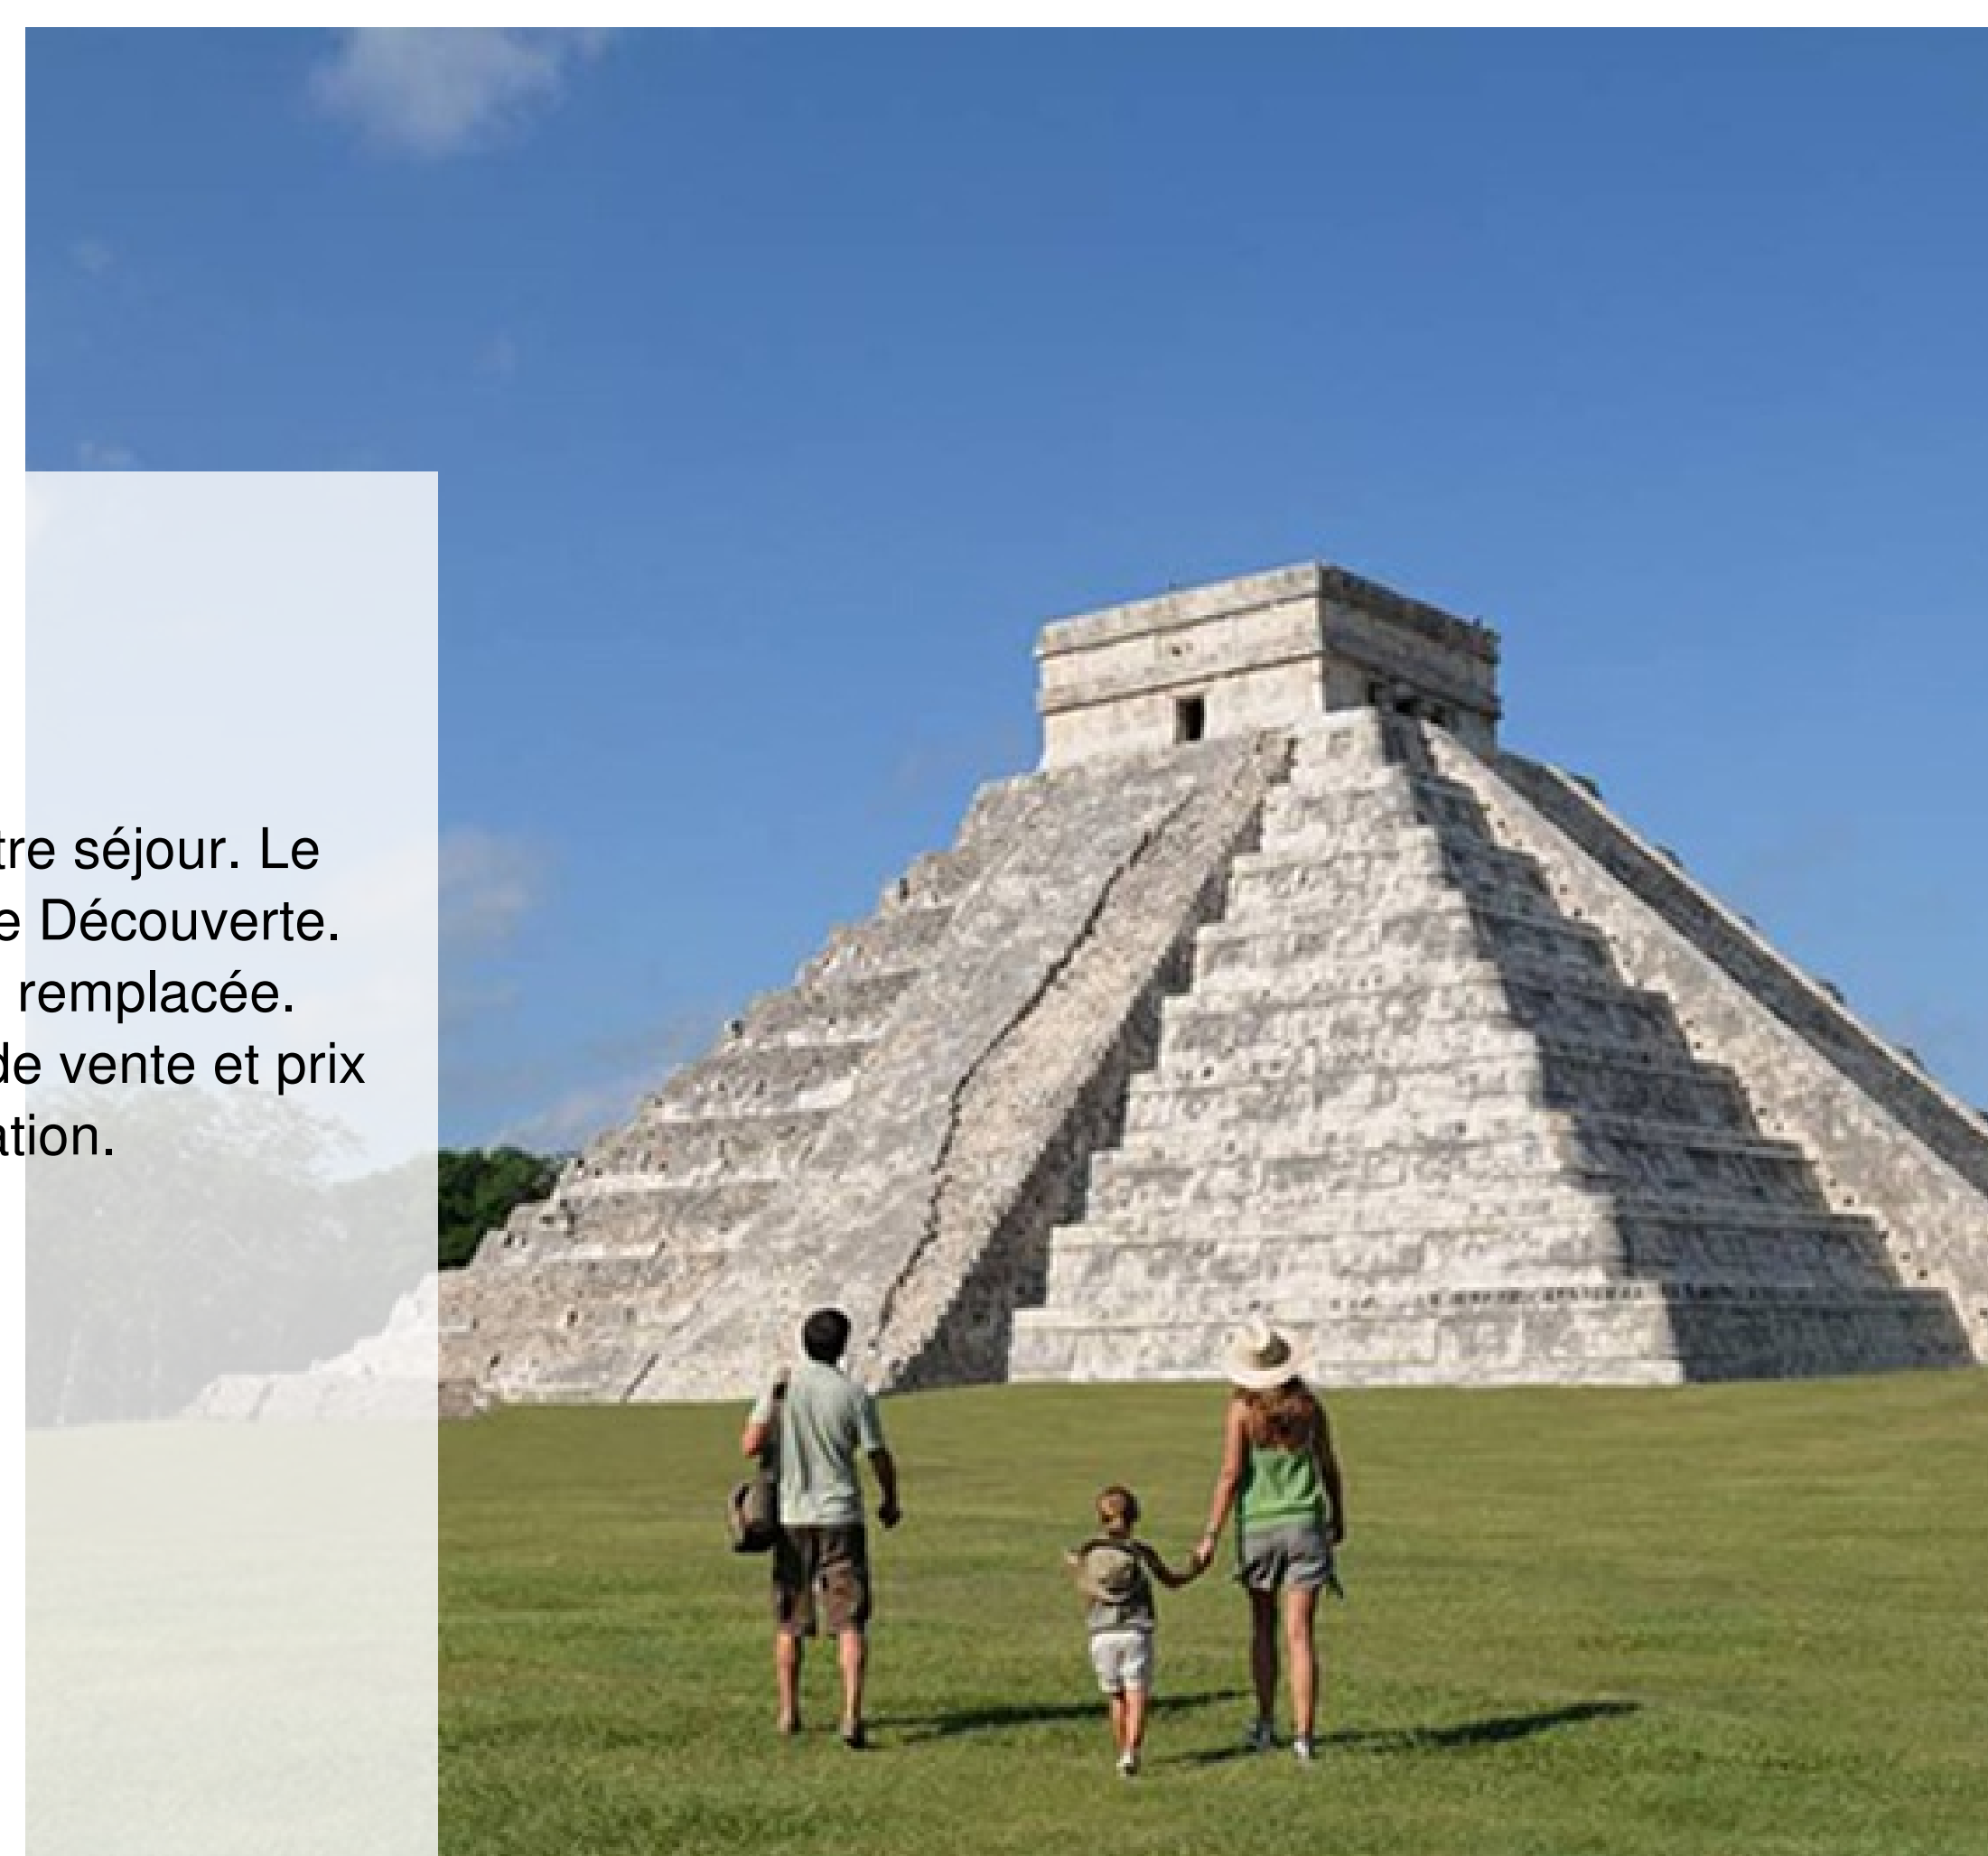 tre séjour. Le
e Découverte.
remplacée.
de vente et prix
ation.